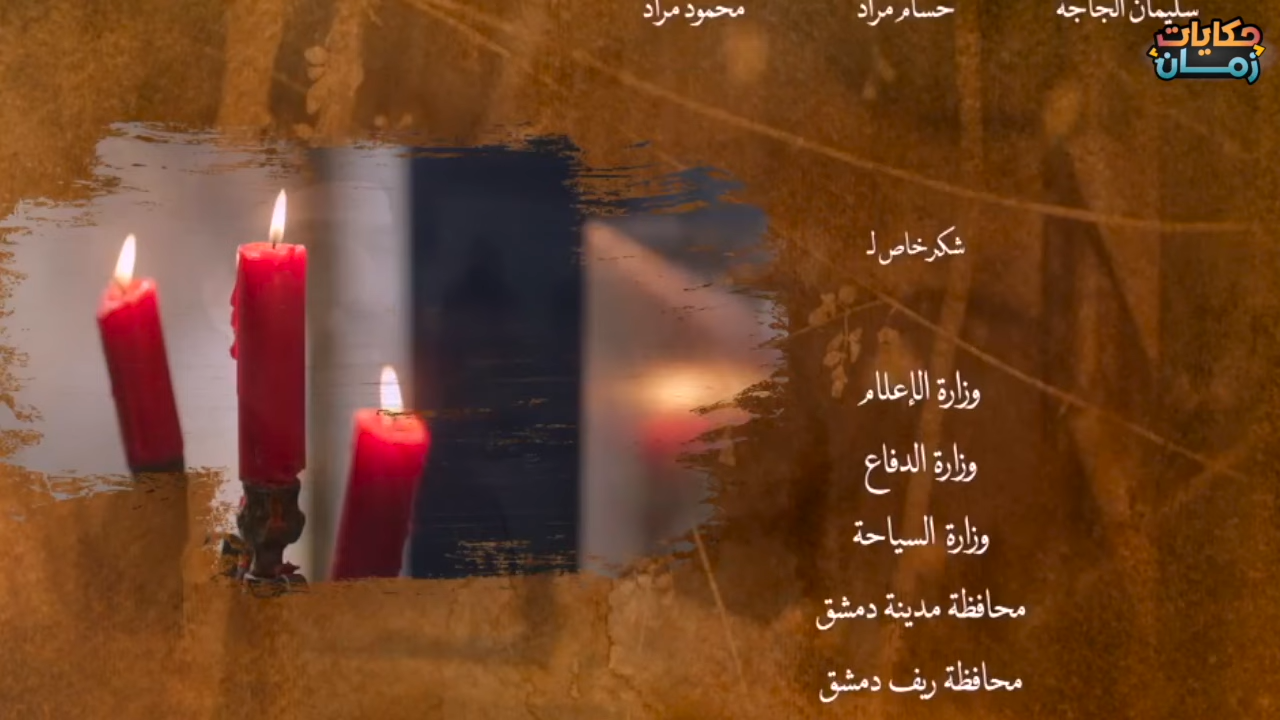 سليمان الجاجه حسام مراد محمود مراد
حكايات
زمان
شكر خاص لـ
وزارة الإعلام
وزارة الدفاع
وزارة السياحة
محافظة مدينة دمشق
محافظة ريف دمشق